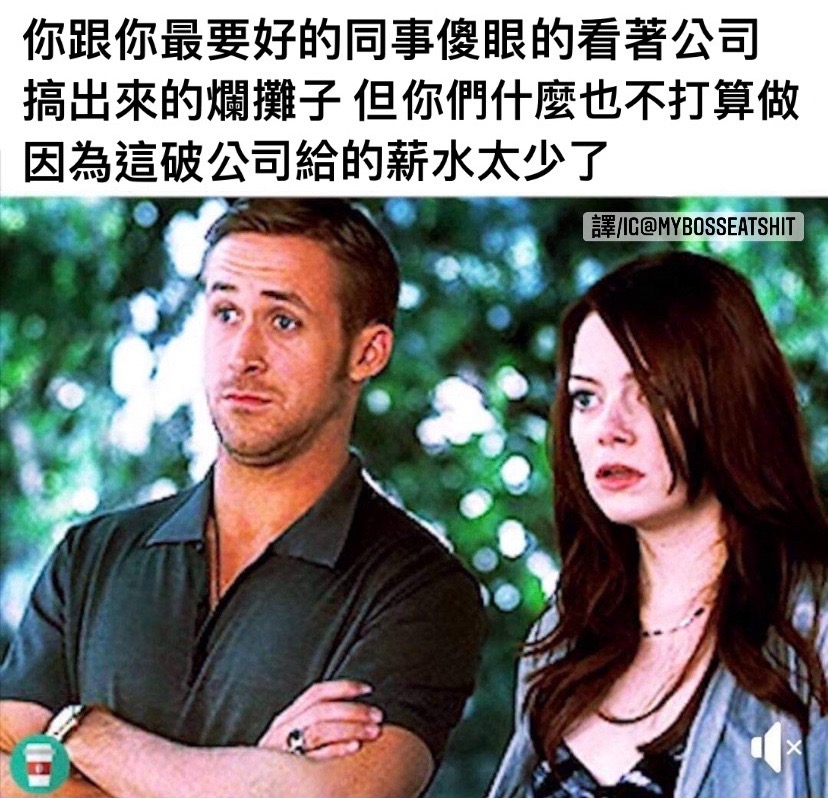 你跟你最要好的同事傻眼的看著公司
搞出來的爛攤子 但你們什麼也不打算做
因為這破公司給的薪水太少了
譯/IG@MYBOSSEATSHIT